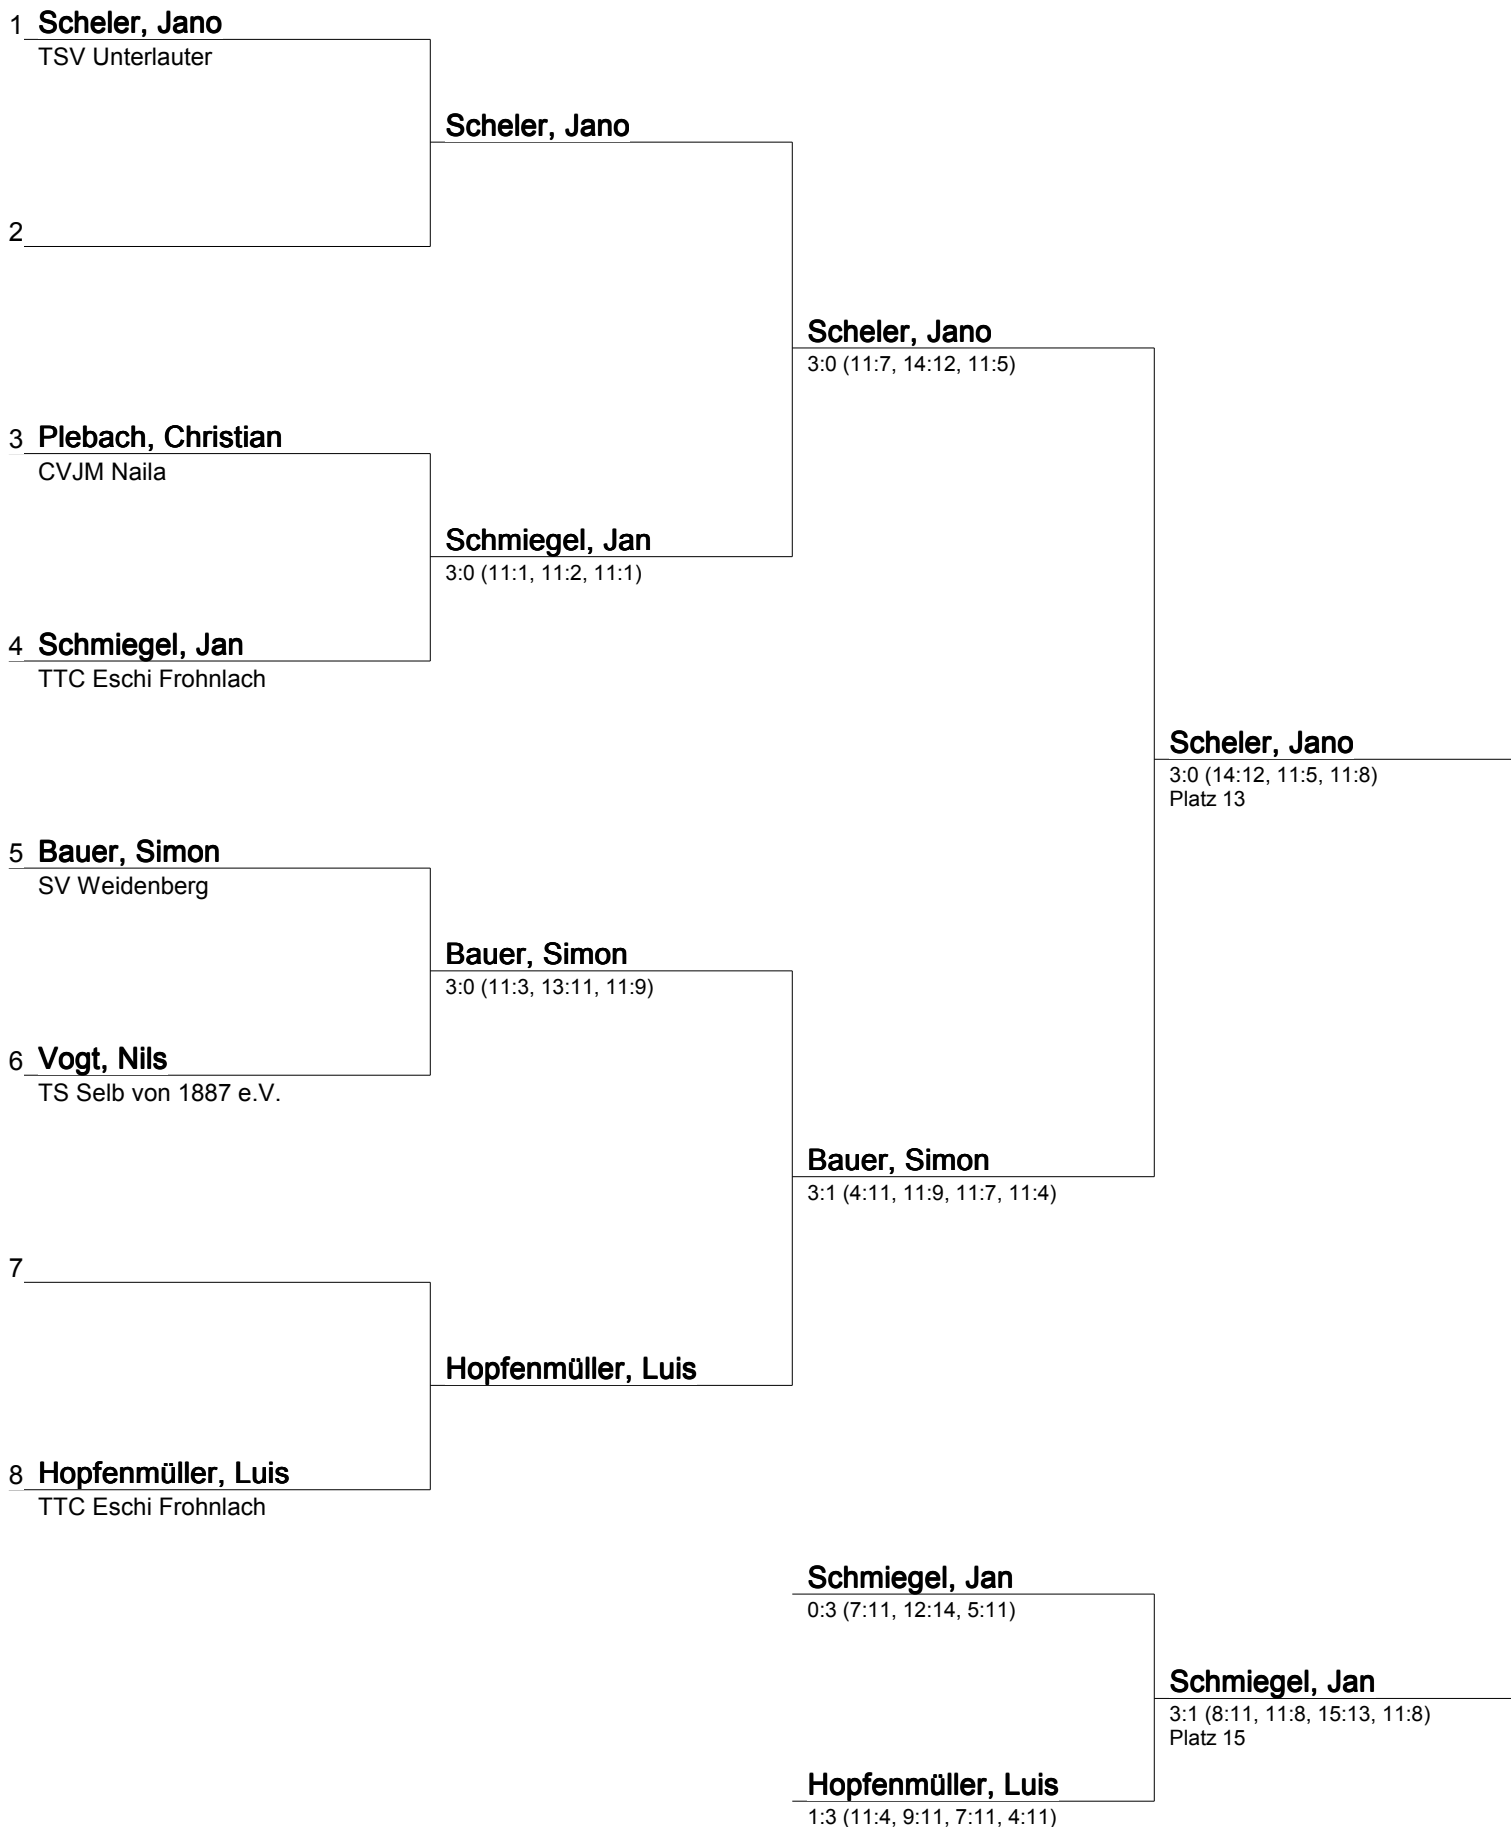 1 Scheler, Jano
TSV Unterlauter
Scheler, Jano
2
Scheler, Jano
3:0 (11:7, 14:12, 11:5)
3 Plebach, Christian
CVJM Naila
Schmiegel, Jan
3:0 (11:1, 11:2, 11:1)
4 Schmiegel, Jan
TTC Eschi Frohnlach
Scheler, Jano
3:0 (14:12, 11:5, 11:8)
Platz 13
5 Bauer, Simon
SV Weidenberg
Bauer, Simon
3:0 (11:3, 13:11, 11:9)
6 Vogt, Nils
TS Selb von 1887 e.V.
Bauer, Simon
3:1 (4:11, 11:9, 11:7, 11:4)
7
Hopfenmüller, Luis
8 Hopfenmüller, Luis
TTC Eschi Frohnlach
Schmiegel, Jan
0:3 (7:11, 12:14, 5:11)
Schmiegel, Jan
3:1 (8:11, 11:8, 15:13, 11:8)
Platz 15
Hopfenmüller, Luis
1:3 (11:4, 9:11, 7:11, 4:11)